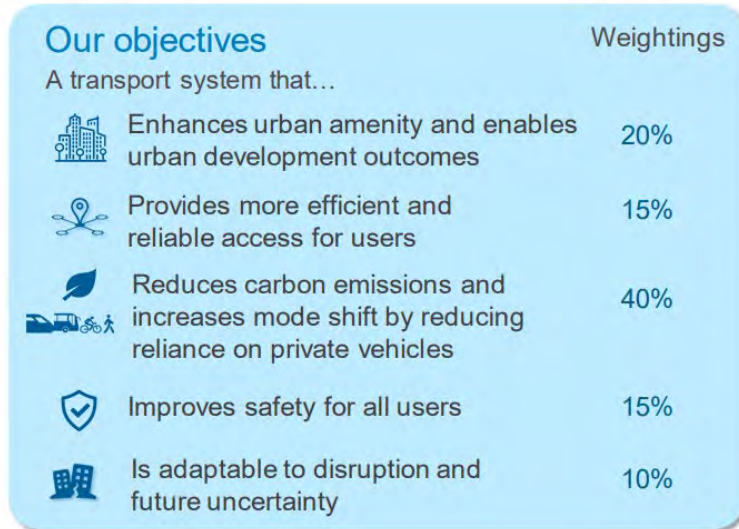 Our objectives
Weightings
A transport system that…
Enhances urban amenity and enables
urban development outcomes
20%
Provides more efficient and
reliable access for users
15%
Reduces carbon emissions and
increases mode shift by reducing
reliance on private vehicles
40%
Improves safety for all users
15%
Is adaptable to disruption and
future uncertainty
10%